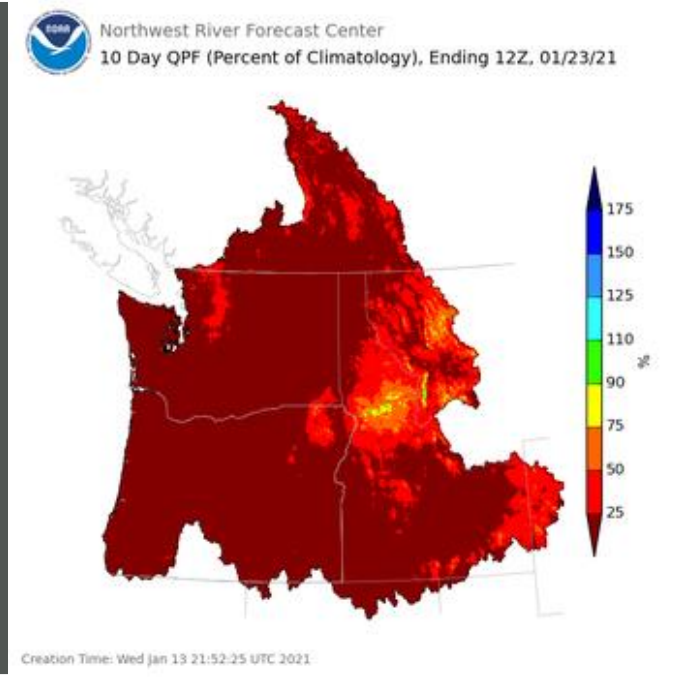 NOAA
Northwest River Forecast Center
10 Day QPF (Percent of Climatology), Ending 12Z, 01/23/21
175
150
125
110
%
90
75
50
25
Creation Time: Wed Jan 13 21:52:25 UTC 2021